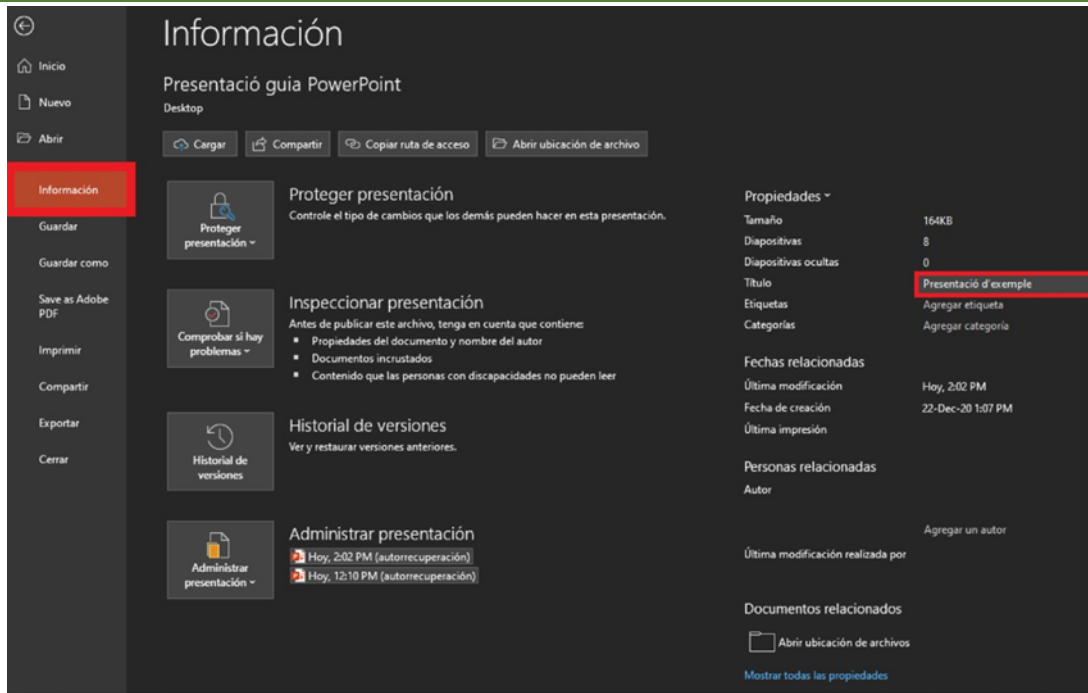 Información
Inicio
Nuevo
Abrir
Información
Guardar
Guardar como
Save as Adobe
PDF
Imprimir
Compartir
Exportar
Cerrar
Presentació guia PowerPoint
Desktop
Cargar
Compartir
Copiar ruta de acceso
Abrir ubicación de archivo
Proteger
presentación
Proteger presentación
Controle el tipo de cambios que los demás pueden hacer en esta presentación.
Comprobar si hay
problemas
Inspeccionar presentación
Antes de publicar este archivo, tenga en cuenta que contiene:
Propiedades del documento y nombre del autor
Documentos incrustados
Contenido que las personas con discapacidades no pueden leer
Historial de
versiones
Historial de versiones
Ver y restaurar versiones anteriores.
Administrar
presentación
Administrar presentación
Hoy, 2:02 PM (autorrecuperación)
Hoy, 12:10 PM (autorrecuperación)
Propiedades
Tamaño 164KB
Diapositivas 8
Diapositivas ocultas 0
Título Presentació d'exemple
Etiquetas Agregar etiqueta
Categorías Agregar categoría
Fechas relacionadas
Última modificación Hoy, 2:02 PM
Fecha de creación 22-Dec-20 1:07 PM
Última impresión
Personas relacionadas
Autor
Agregar un autor
Última modificación realizada por
Documentos relacionados
Abrir ubicación de archivos
Mostrar todas las propiedades